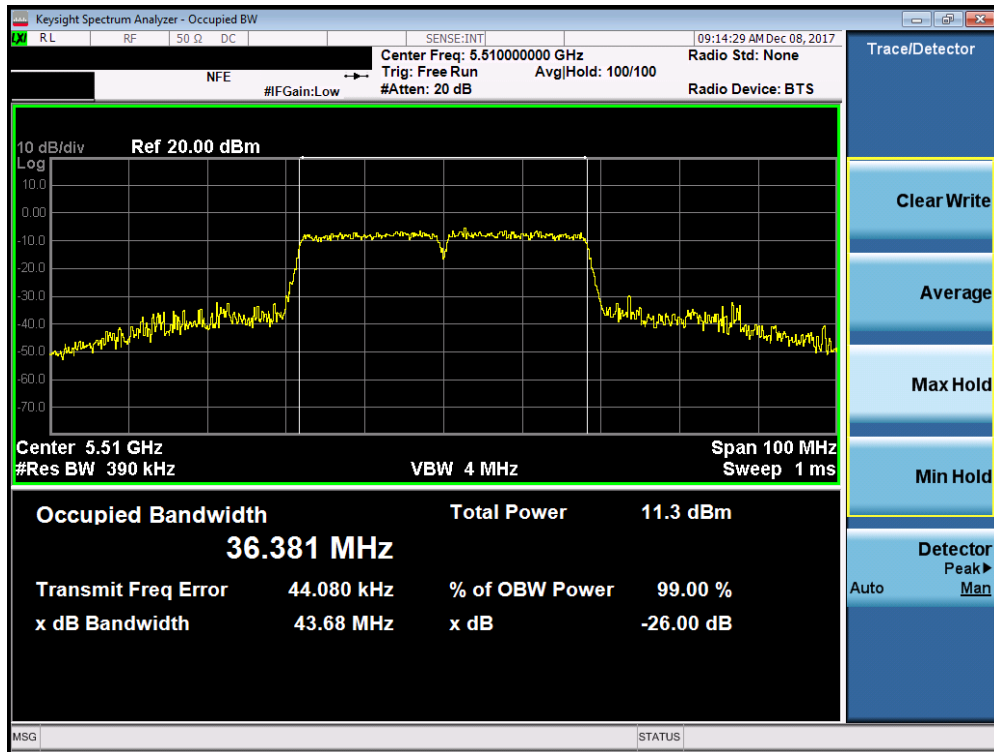 Keysight Spectrum Analyzer - Occupied BW
LXI RL RF 50 Ω DC SENSE:INT 09:14:29 AM Dec 08, 2017
Center Freq: 5.510000000 GHz Radio Std: None
NFE Trig: Free Run Avg|Hold: 100/100
#IFGain:Low #Atten: 20 dB Radio Device: BTS
Trace/Detector
10 dB/div Ref 20.00 dBm
Log
10.0
0.00
-10.0
-20.0
-30.0
-40.0
-50.0
-60.0
-70.0
Center 5.51 GHz Span 100 MHz
#Res BW 390 kHz VBW 4 MHz Sweep 1 ms
Occupied Bandwidth Total Power 11.3 dBm
36.381 MHz
Transmit Freq Error 44.080 kHz % of OBW Power 99.00 %
x dB Bandwidth 43.68 MHz x dB -26.00 dB
Clear Write
Average
Max Hold
Min Hold
Detector
Peak▶
Auto Man
MSG STATUS